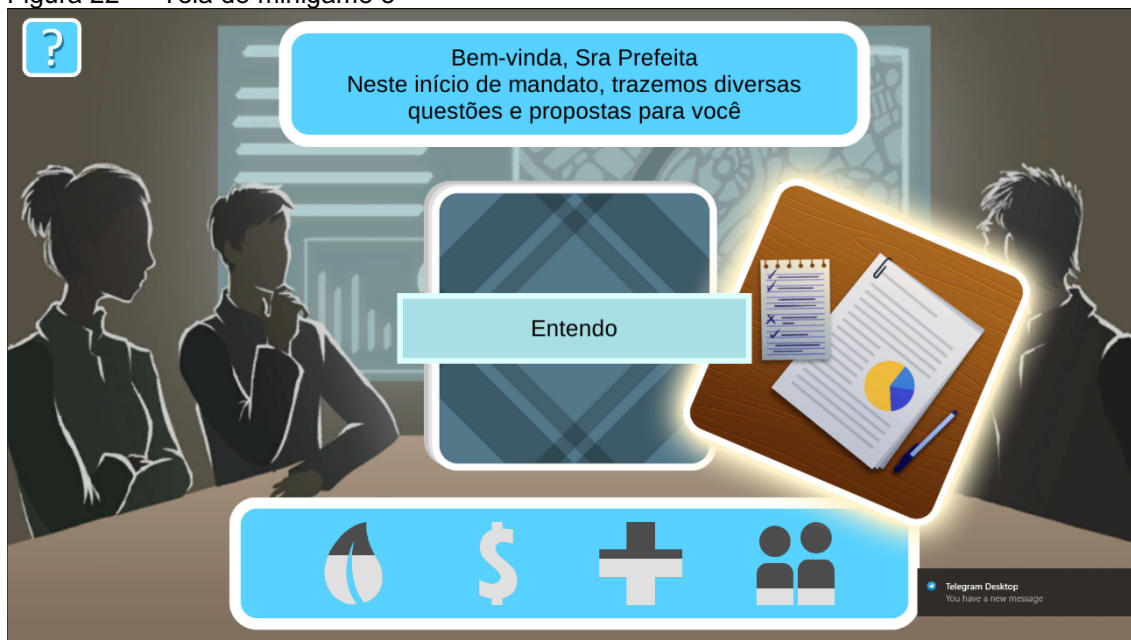 ?
Bem-vinda, Sra Prefeita
Neste início de mandato, trazemos diversas
questões e propostas para você
Entendo
$
Telegram Desktop
You have a new message